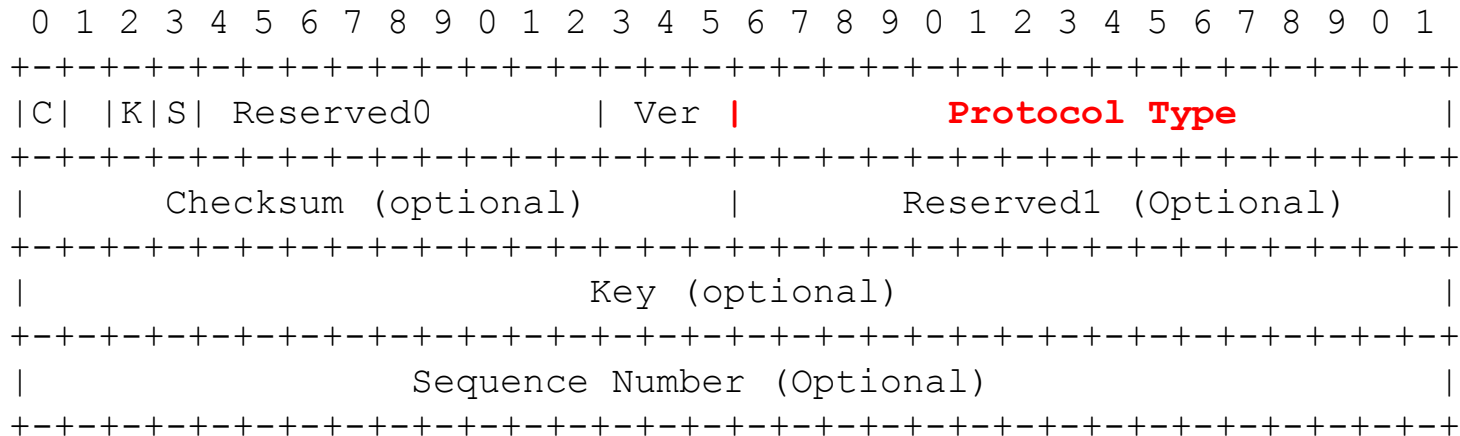 0 1 2 3 4 5 6 7 8 9 0 1 2 3 4 5 6 7 8 9 0 1 2 3 4 5 6 7 8 9 0 1
+-+-+-+-+-+-+-+-+-+-+-+-+-+-+-+-+-+-+-+-+-+-+-+-+-+-+-+-+-+-+-+-+
|C| |K|S| Reserved0       | Ver |         Protocol Type         |
+-+-+-+-+-+-+-+-+-+-+-+-+-+-+-+-+-+-+-+-+-+-+-+-+-+-+-+-+-+-+-+-+
|      Checksum (optional)      |       Reserved1 (Optional)    |
+-+-+-+-+-+-+-+-+-+-+-+-+-+-+-+-+-+-+-+-+-+-+-+-+-+-+-+-+-+-+-+-+
|                         Key (optional)                        |
+-+-+-+-+-+-+-+-+-+-+-+-+-+-+-+-+-+-+-+-+-+-+-+-+-+-+-+-+-+-+-+-+
|                 Sequence Number (Optional)                    |
+-+-+-+-+-+-+-+-+-+-+-+-+-+-+-+-+-+-+-+-+-+-+-+-+-+-+-+-+-+-+-+-+